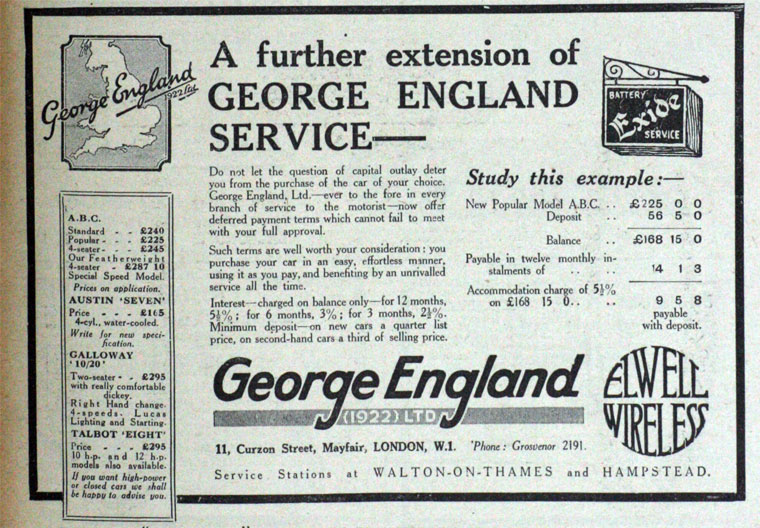 George England
1922 Ltd.
A further extension of
GEORGE ENGLAND
SERVICE—
BATTERY
Exide
SERVICE
A.B.C.
Standard - - £240
Popular - - £225
4-seater - - £245
Our Featherweight
4-seater - £287 10
Special Speed Model.
Prices on application.
AUSTIN 'SEVEN'
Price - - - £165
4-cyl., water-cooled.
Write for new speci-
fication.
GALLOWAY
'10/20'
Two-seater - - £295
with really comfortable
dickey.
Right Hand change.
4-speeds. Lucas
Lighting and Starting.
TALBOT 'EIGHT'
Price - - - £295
10 h.p. and 12 h.p.
models also available.
If you want high-power
or closed cars we shall
be happy to advise you.
Do not let the question of capital outlay deter
you from the purchase of the car of your choice.
George England, Ltd.—ever to the fore in every
branch of service to the motorist—now offer
deferred payment terms which cannot fail to meet
with your full approval.
Such terms are well worth your consideration: you
purchase your car in an easy, effortless manner,
using it as you pay, and benefiting by an unrivalled
service all the time.
Interest—charged on balance only—for 12 months,
5½%; for 6 months, 3%; for 3 months, 2½%.
Minimum deposit—on new cars a quarter list
price, on second-hand cars a third of selling price.
Study this example:—
New Popular Model A.B.C. .. £225 0 0
Deposit .. 56 5 0
Balance .. £168 15 0
Payable in twelve monthly in-
stalments of .. .. 14 1 3
Accommodation charge of 5½%
on £168 15 0.. .. 9 5 8
payable
with deposit.
George England
(1922) LTD
ELWELL
WIRELESS
11, Curzon Street, Mayfair, LONDON, W.1. 'Phone: Grosvenor 2191.
Service Stations at WALTON-ON-THAMES and HAMPSTEAD.